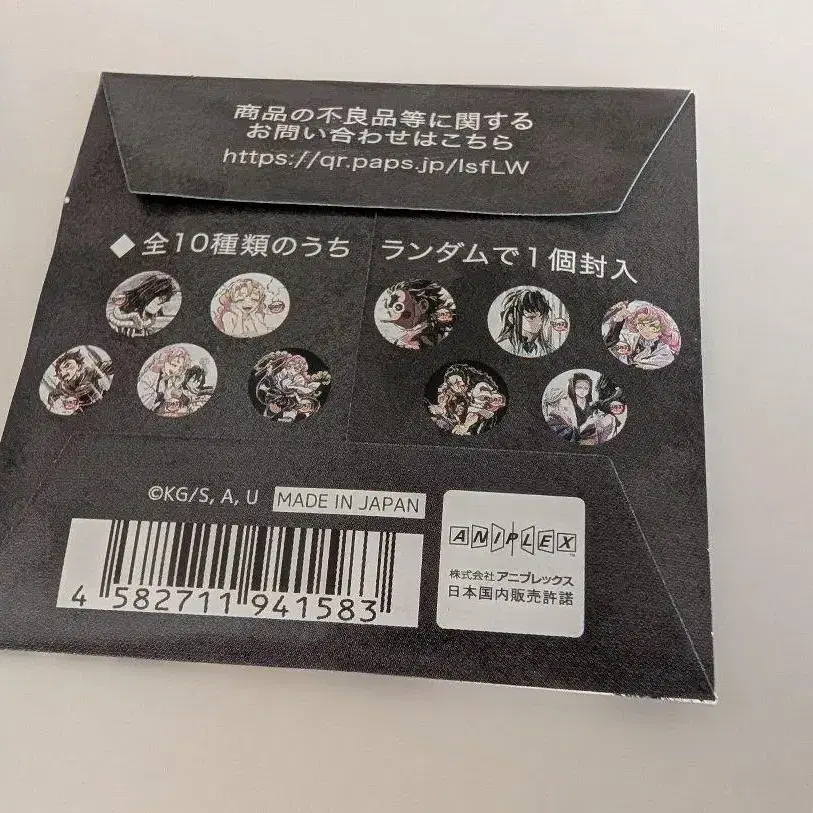 商品の不良品等に関する
お問い合わせはこちら
https://qr.paps.jp/lsfLW
◆ 全10種類のうち ランダムで1個封入
©KG/S, A, U MADE IN JAPAN
ANIPLEX
株式会社 アニプレックス
日本国内販売許諾
4 582711 941583